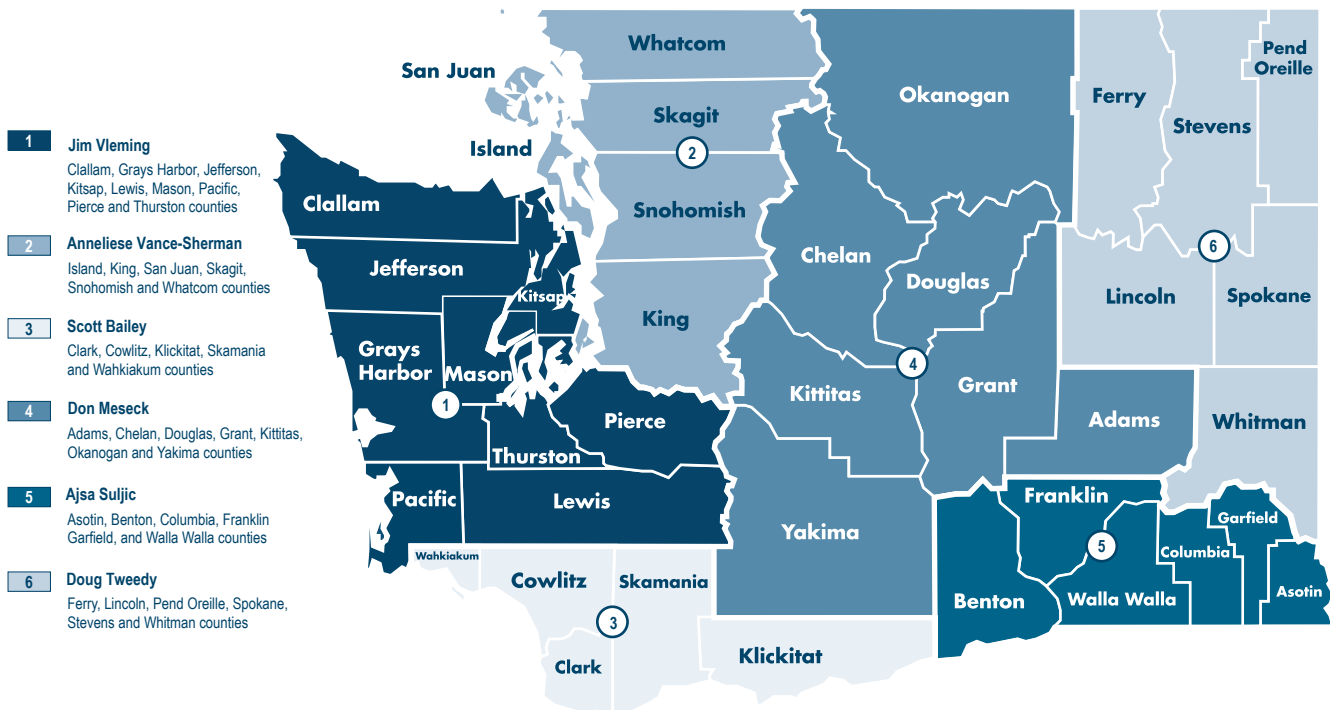 1
Jim Vleming
Clallam, Grays Harbor, Jefferson,
Kitsap, Lewis, Mason, Pacific,
Pierce and Thurston counties
2
Anneliese Vance-Sherman
Island, King, San Juan, Skagit,
Snohomish and Whatcom counties
3
Scott Bailey
Clark, Cowlitz, Klickitat, Skamania
and Wahkiakum counties
4
Don Meseck
Adams, Chelan, Douglas, Grant, Kittitas,
Okanogan and Yakima counties
5
Ajsa Suljic
Asotin, Benton, Columbia, Franklin
Garfield, and Walla Walla counties
6
Doug Tweedy
Ferry, Lincoln, Pend Oreille, Spokane,
Stevens and Whitman counties
Whatcom
San Juan
Skagit
Island
2
Snohomish
King
Clallam
Jefferson
Kitsap
Grays
Harbor
Mason
1
Pierce
Thurston
Pacific
Lewis
Wahkiakum
Cowlitz
Skamania
3
Clark
Klickitat
Okanogan
Chelan
Douglas
4
Kittitas
Grant
Adams
Yakima
Ferry
Stevens
Pend
Oreille
6
Lincoln
Spokane
Whitman
Franklin
Garfield
5
Columbia
Benton
Walla Walla
Asotin